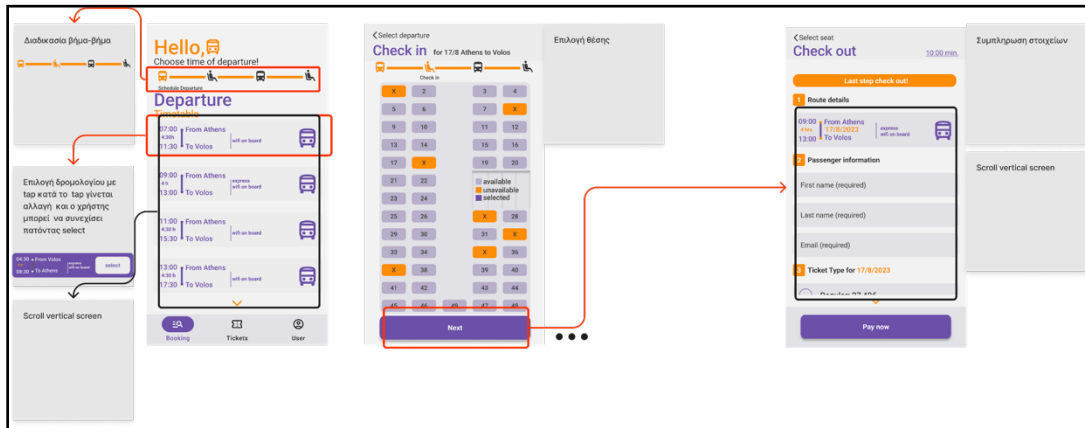 Διαδικασία βήμα-βήμα
Επιλογή δρομολογίου με
tap κατά το tap γίνεται
αλλαγή και ο χρήστης
μπορεί να συνεχίσει
πατώντας select
04:30 From Volos
08:30 To Athens
express
wifi on board
select
Scroll vertical screen
Hello,
Choose time of departure!
Schedule Departure
Departure
Timetable
07:00 From Athens
4:30h
wifi on board
11:30 To Volos
09:00 From Athens
4 h
express
wifi on board
13:00 To Volos
11:00 From Athens
4:30 h
wifi on board
15:30 To Volos
13:00 From Athens
4:30 h
wifi on board
17:30 To Volos
Booking Tickets User
Select departure
Check in for 17/8 Athens to Volos
Check in
X 2 3 4
5 6 7 X
9 10 11 12
13 14 15 16
17 X 19 20
21 22
23 24
available
unavailable
selected
25 26 X 28
29 30 31 X
33 34 X 36
X 38 39 40
41 42 43 44
45 46 49 47 48
Next
Επιλογή θέσης
Select seat
Check out 10:00 min.
Last step check out!
1 Route details
09:00 From Athens
4 hrs. 17/8/2023
express
wifi on board
13:00 To Volos
2 Passenger information
First name (required)
Last name (required)
Email (required)
3 Ticket Type for 17/8/2023
Pay now
Συμπληρωση στοιχείων
Scroll vertical screen